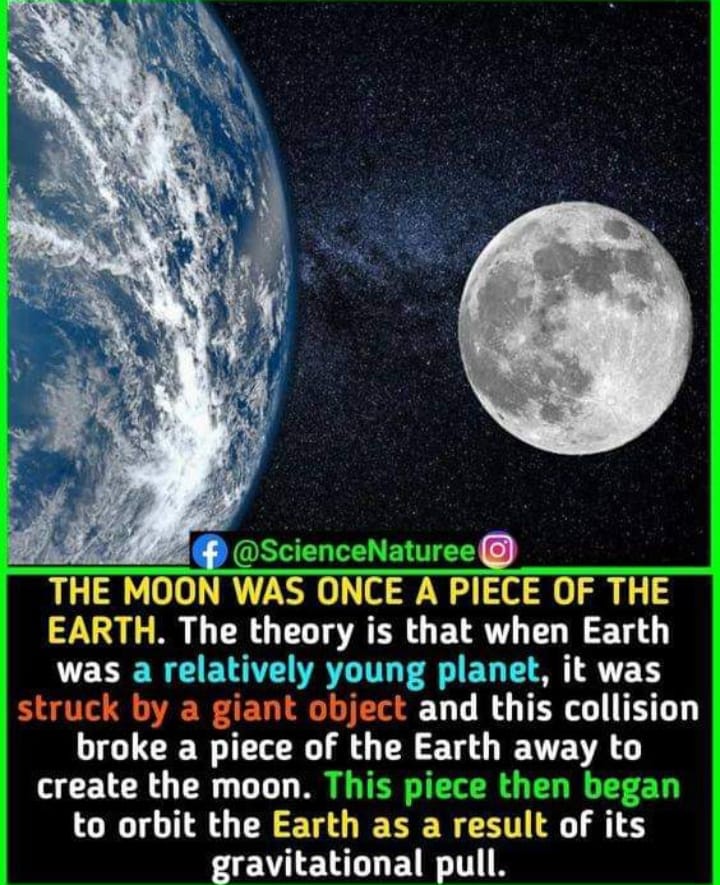 @ScienceNaturee
THE MOON WAS ONCE A PIECE OF THE
EARTH. The theory is that when Earth
was a relatively young planet, it was
struck by a giant object and this collision
broke a piece of the Earth away to
create the moon. This piece then began
to orbit the Earth as a result of its
gravitational pull.